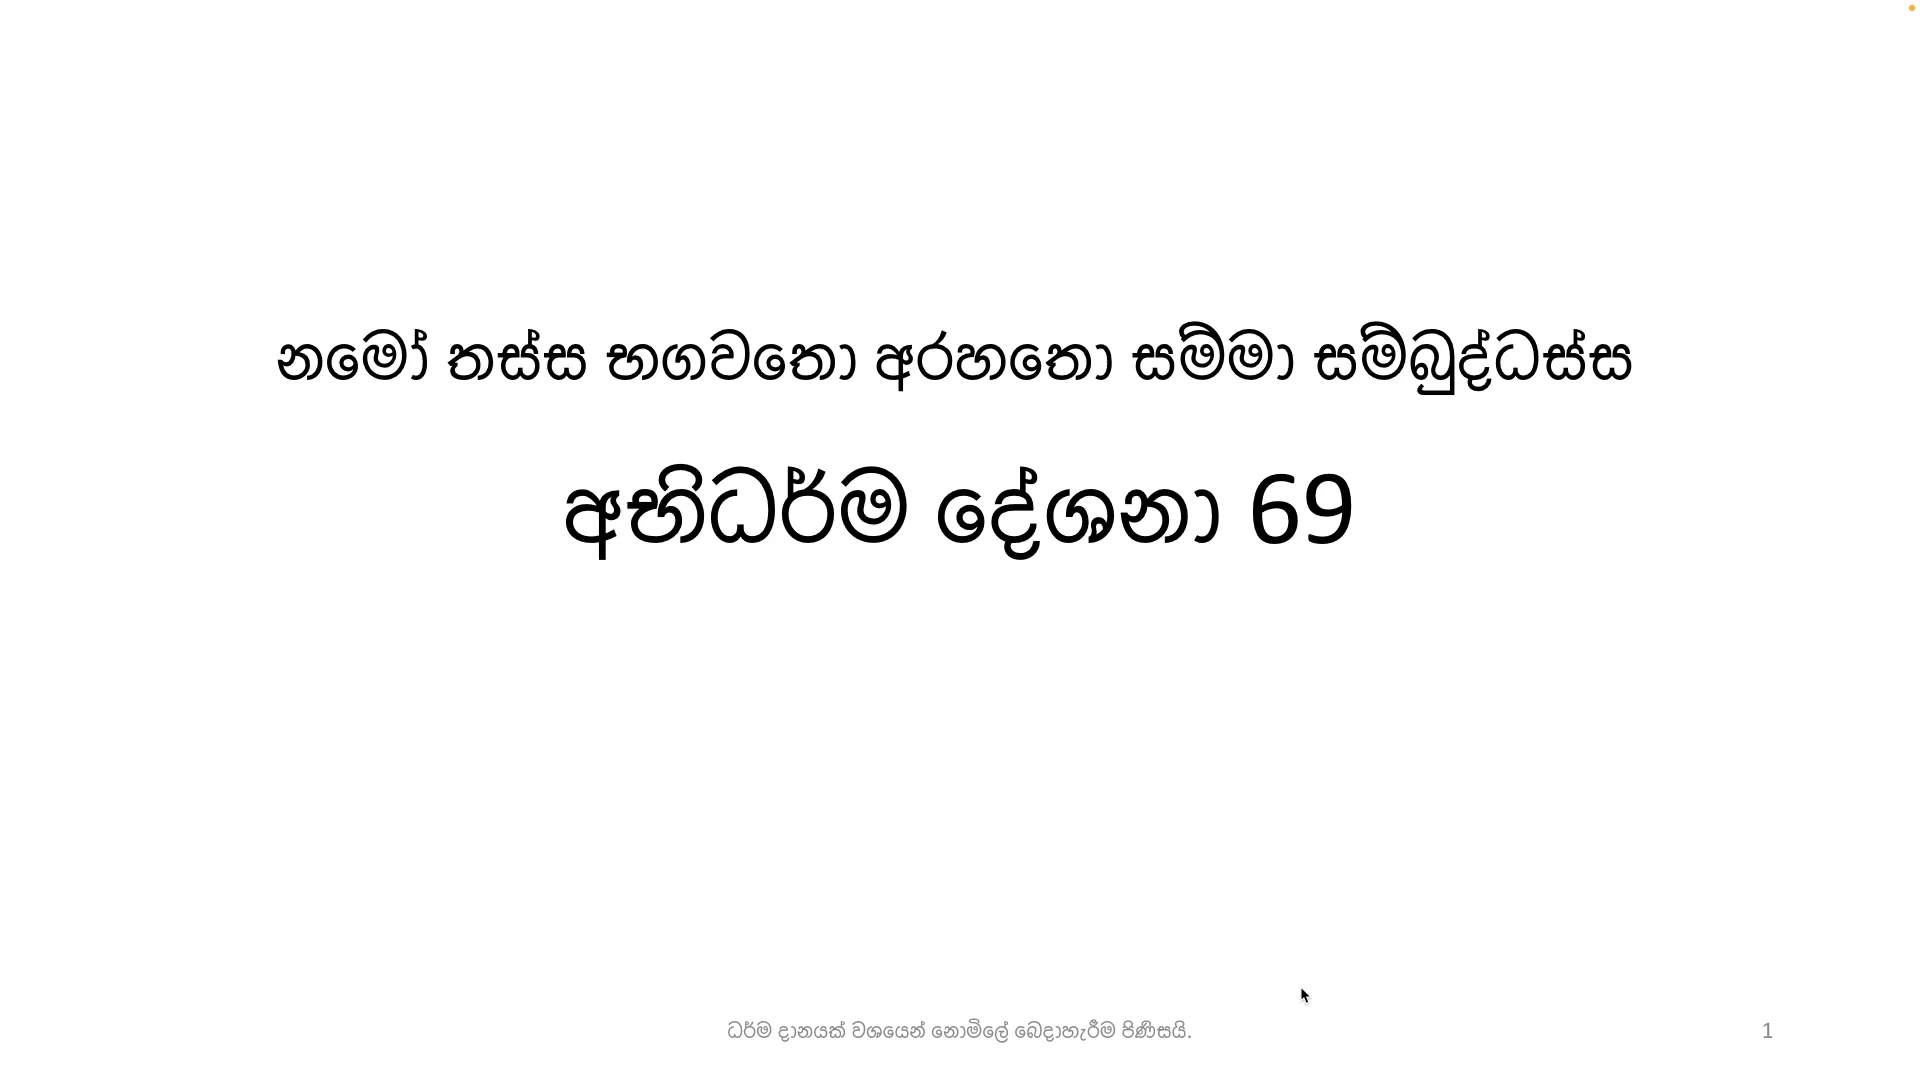 නමෝ තස්ස භගවතො අරහතො සම්මා සම්බුද්ධස්ස
අභිධර්ම දේශනා 69
ධර්ම දානයක් වශයෙන් නොමිලේ බෙදාහැරීම පිණිසයි.
1